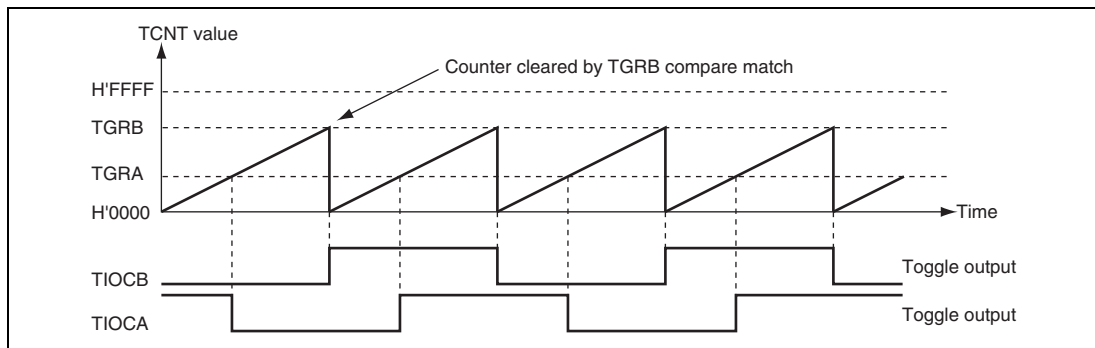 TCNT value
Counter cleared by TGRB compare match
H'FFFF
TGRB
TGRA
H'0000
Time
TIOCB
Toggle output
TIOCA
Toggle output